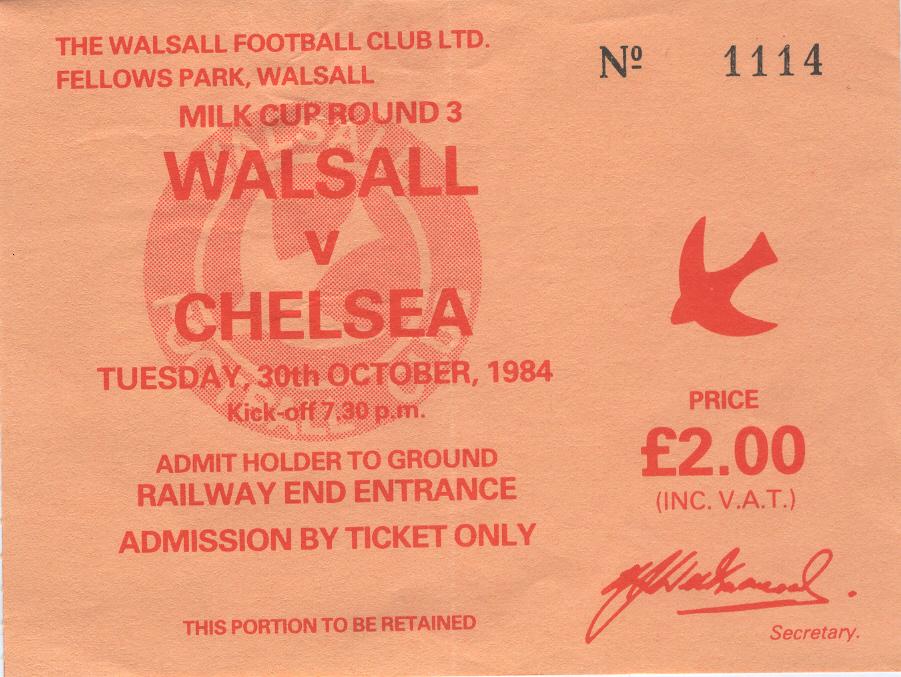 THE WALSALL FOOTBALL CLUB LTD.
FELLOWS PARK, WALSALL
Nº 1114
MILK CUP ROUND 3
WALSALL
v
CHELSEA
TUESDAY, 30th OCTOBER, 1984
Kick-off 7.30 p.m.
ADMIT HOLDER TO GROUND
RAILWAY END ENTRANCE
ADMISSION BY TICKET ONLY
THIS PORTION TO BE RETAINED
PRICE
£2.00
(INC. V.A.T.)
Secretary.